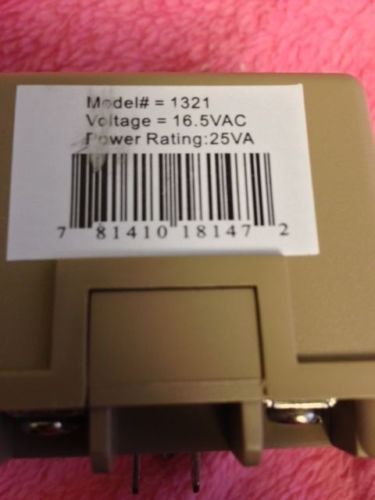 Model# = 1321
Voltage = 16.5VAC
Power Rating:25VA
7 81410 18147 2